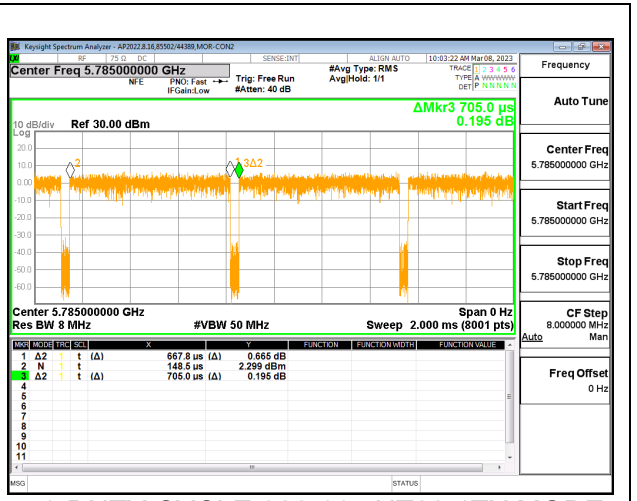 Keysight Spectrum Analyzer - AP2022.8.16,85502/44389,MOR-CON2
LXI RF 75 Ω DC SENSE:INT ALIGN AUTO 10:03:22 AM Mar 08, 2023
Center Freq 5.785000000 GHz
NFE
PNO: Fast
IFGain:Low
Trig: Free Run
#Atten: 40 dB
#Avg Type: RMS
Avg|Hold: 1/1
TRACE 1 2 3 4 5 6
TYPE A WWWWW
DET P N N N N N
ΔMkr3 705.0 µs
0.195 dB
10 dB/div Ref 30.00 dBm
Log
20.0
10.0
0.00
-10.0
-20.0
-30.0
-40.0
-50.0
-60.0
2
1 3Δ2
Center 5.785000000 GHz Span 0 Hz
Res BW 8 MHz #VBW 50 MHz Sweep 2.000 ms (8001 pts)
MKR MODE TRC SCL X Y FUNCTION FUNCTION WIDTH FUNCTION VALUE
1 Δ2 1 t (Δ) 667.8 µs (Δ) 0.665 dB
2 N 1 t 148.5 µs 2.299 dBm
3 Δ2 1 t (Δ) 705.0 µs (Δ) 0.195 dB
4
5
6
7
8
9
10
11
MSG STATUS
Frequency
Auto Tune
Center Freq
5.785000000 GHz
Start Freq
5.785000000 GHz
Stop Freq
5.785000000 GHz
CF Step
8.000000 MHz
Auto Man
Freq Offset
0 Hz